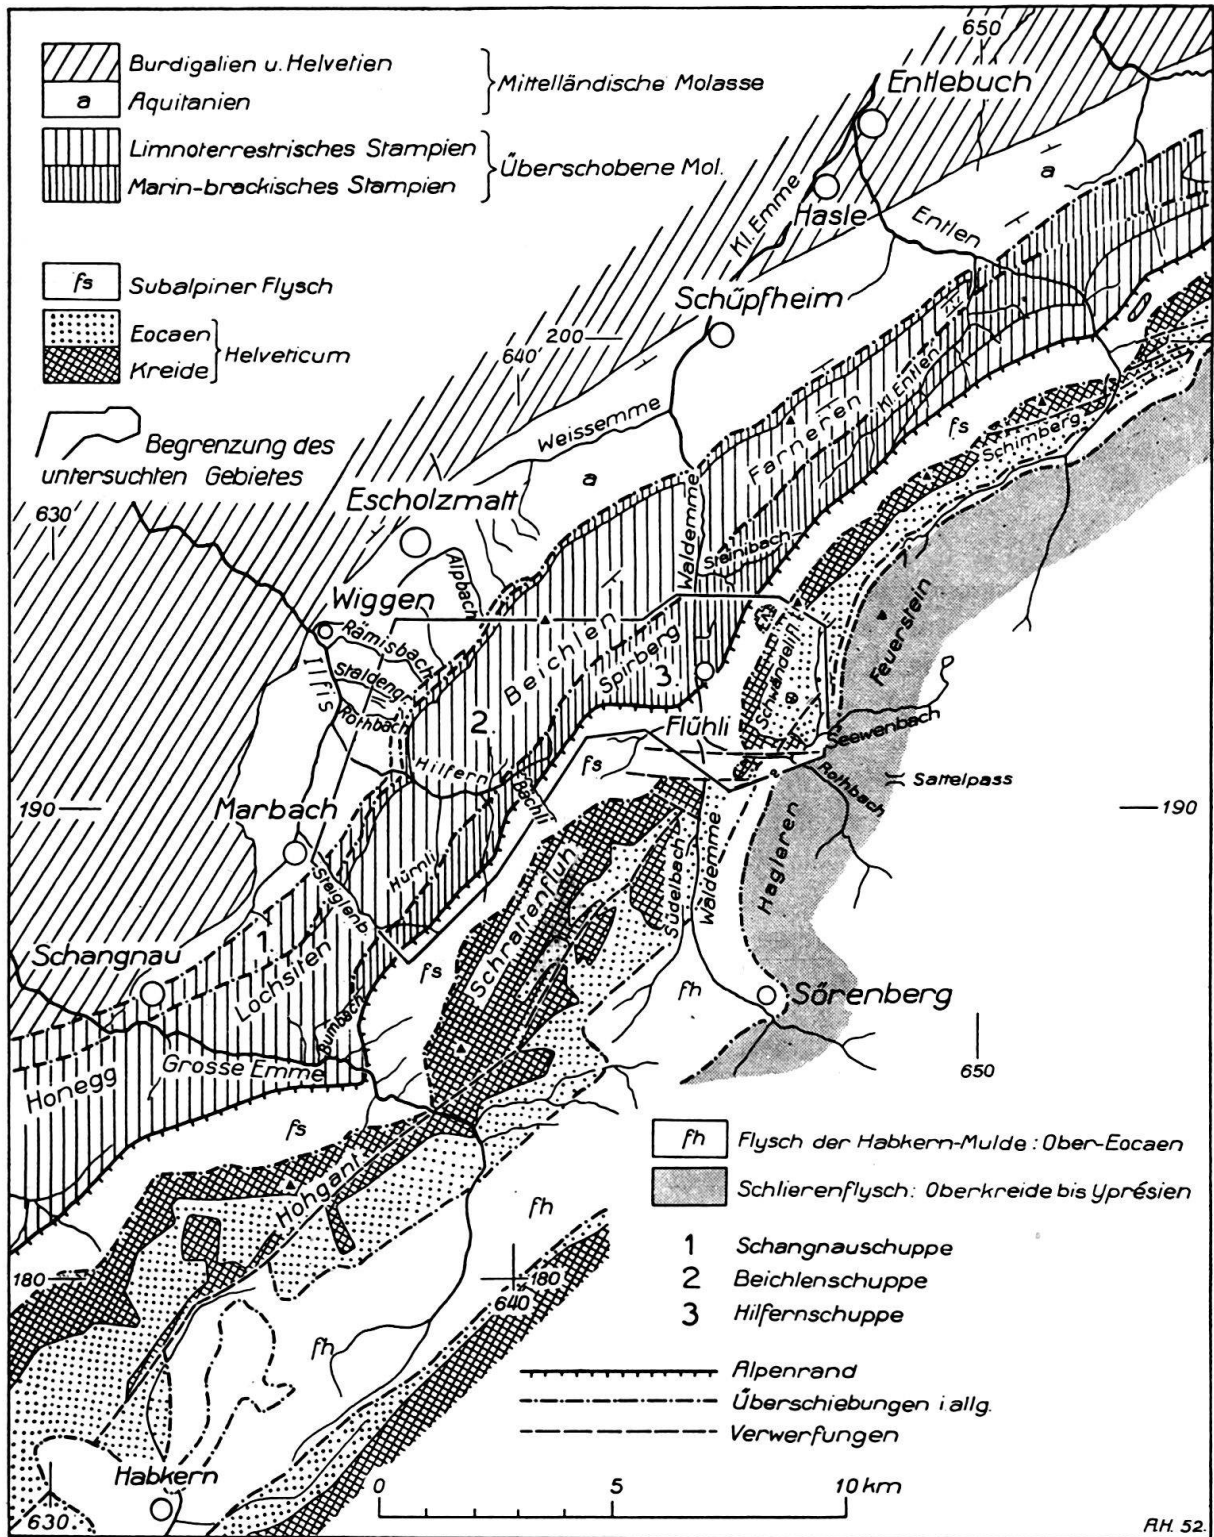 650
Burdigalien u. Helvetien
a Aquitanien
Mittelländische Molasse
Limnoterrestrisches Stampien
Marin-brackisches Stampien
Überschobene Mol.
fs Subalpiner Flysch
Eocaen
Kreide
Helveticum
Begrenzung des
untersuchten Gebietes
Entlebuch
Kl. Emme
Hasle
a
Entlen
Schüpfheim
200
640
Weissemme
a
Farneren
Kl. Entlen
fs
Schimberg
630
Escholzmatt
Alpbach
Waldemme
Steinibach
Wiggen
Rämisbach
Ilfis
Staldengr.
Rothbach
Beichlen
Spirberg
3.
2.
Schwändelifl.
Feuerstein
Flühli
Seewenbach
Hilfern
Bächli
fs
Rothbach
Sattelpass
190
Marbach
190
Hürnli
Steiglenb.
Schrattenfluh
Südelbach
Waldemme
Hagleren
1.
Schangnau
Lochsiten
fs
Bumbach
fh
Sörenberg
Honegg
Grosse Emme
650
fs
Hohgant
fh
fh Flysch der Habkern-Mulde: Ober-Eocaen
Schlierenflysch: Oberkreide bis Yprésien
1 Schangnauschuppe
2 Beichlenschuppe
3 Hilfernschuppe
180
180
640
fh
Alpenrand
Überschiebungen i. allg.
Verwerfungen
Habkern
0 5 10 km
630.
R.H. 52.